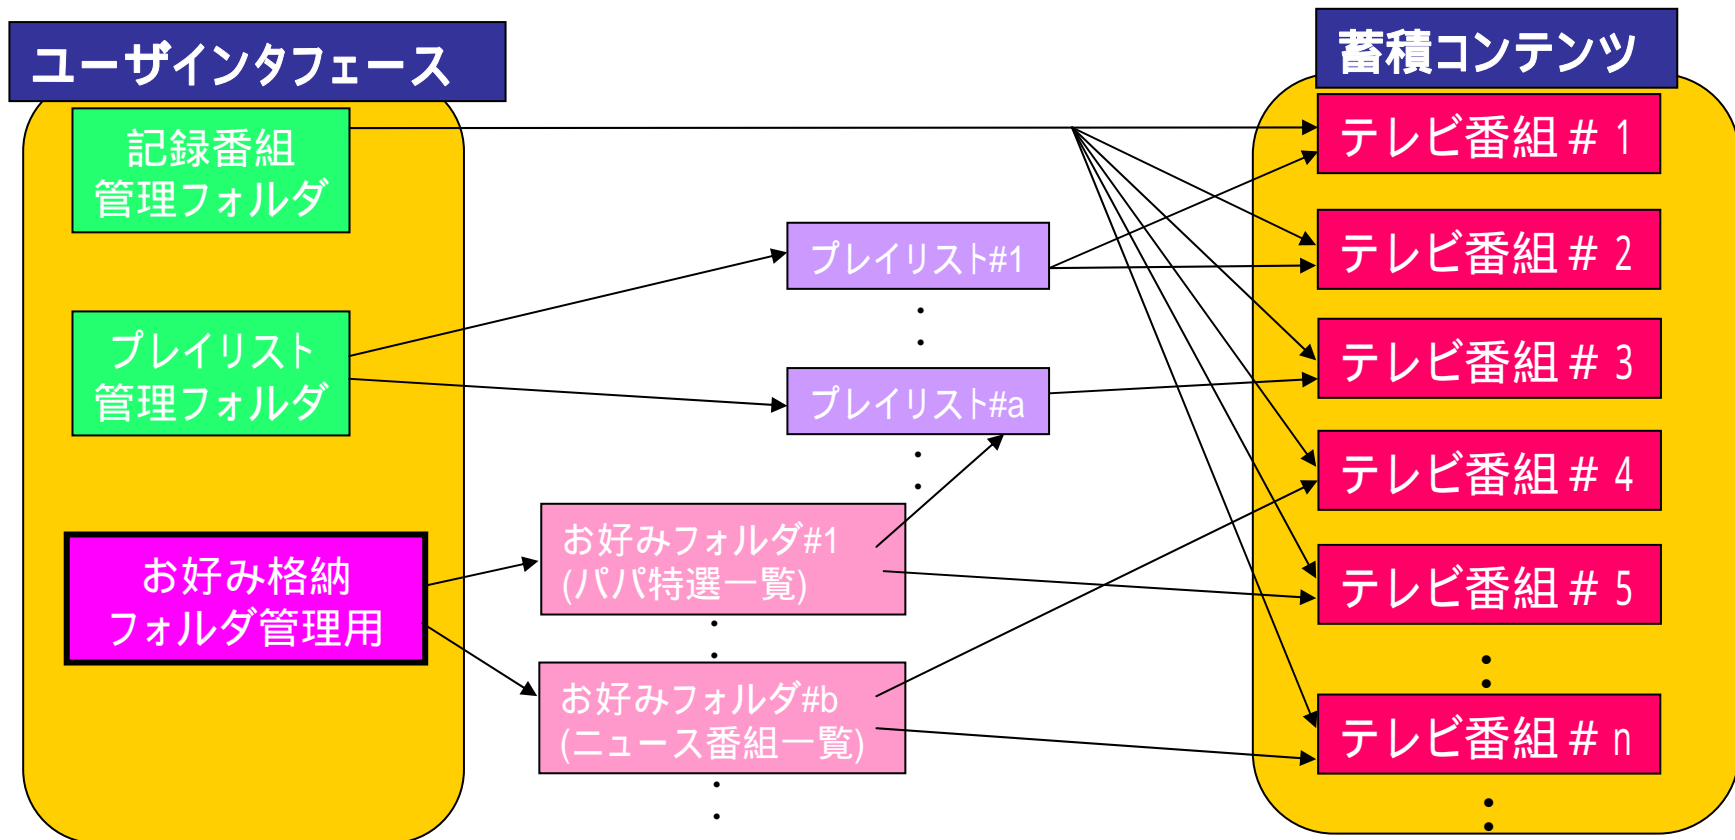 ユーザインタフェース
蓄積コンテンツ
記録番組
管理フォルダ
プレイリスト
管理フォルダ
お好み格納
フォルダ管理用
プレイリスト#1
プレイリスト#a
お好みフォルダ#1
(パパ特選一覧)
お好みフォルダ#b
(ニュース番組一覧)
テレビ番組＃1
テレビ番組＃2
テレビ番組＃3
テレビ番組＃4
テレビ番組＃5
テレビ番組＃n